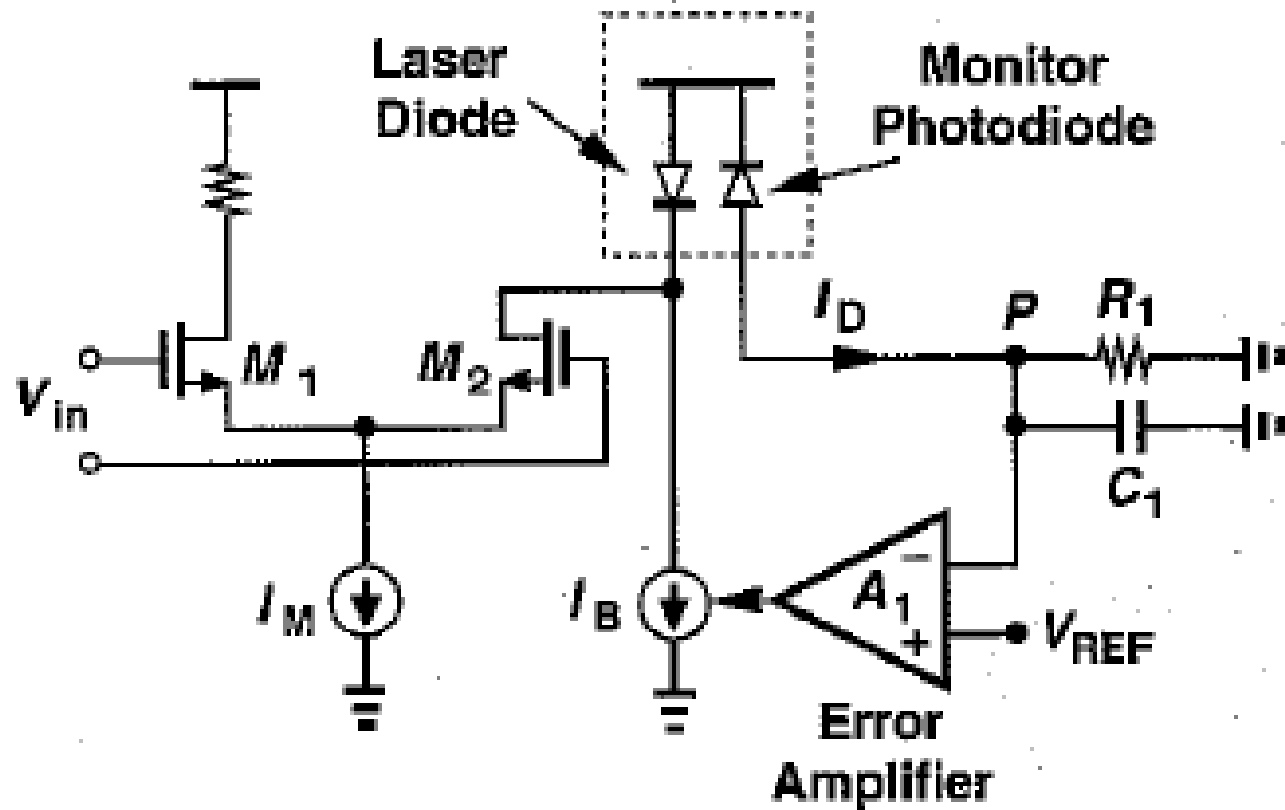 Laser
Diode
Monitor
Photodiode
I_D
P
R_1
M_1
M_2
V_in
C_1
I_M
I_B
A_1
−
+
V_REF
Error
Amplifier